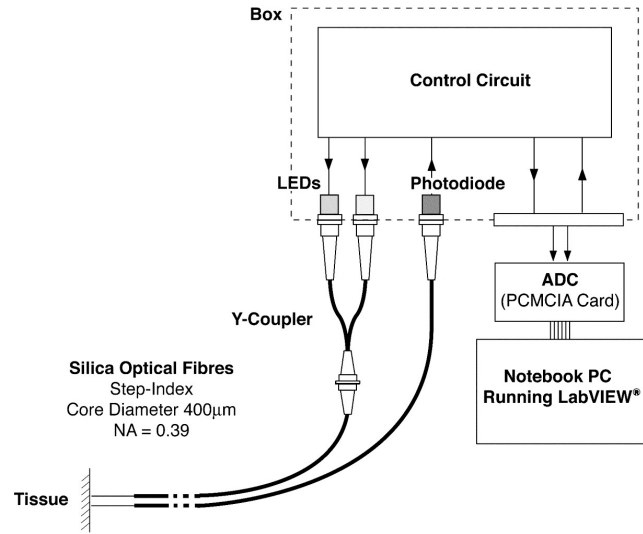 Box
Control Circuit
LEDs
Photodiode
ADC
(PCMCIA Card)
Y-Coupler
Silica Optical Fibres
Step-Index
Core Diameter 400μm
NA = 0.39
Notebook PC
Running LabVIEW®
Tissue